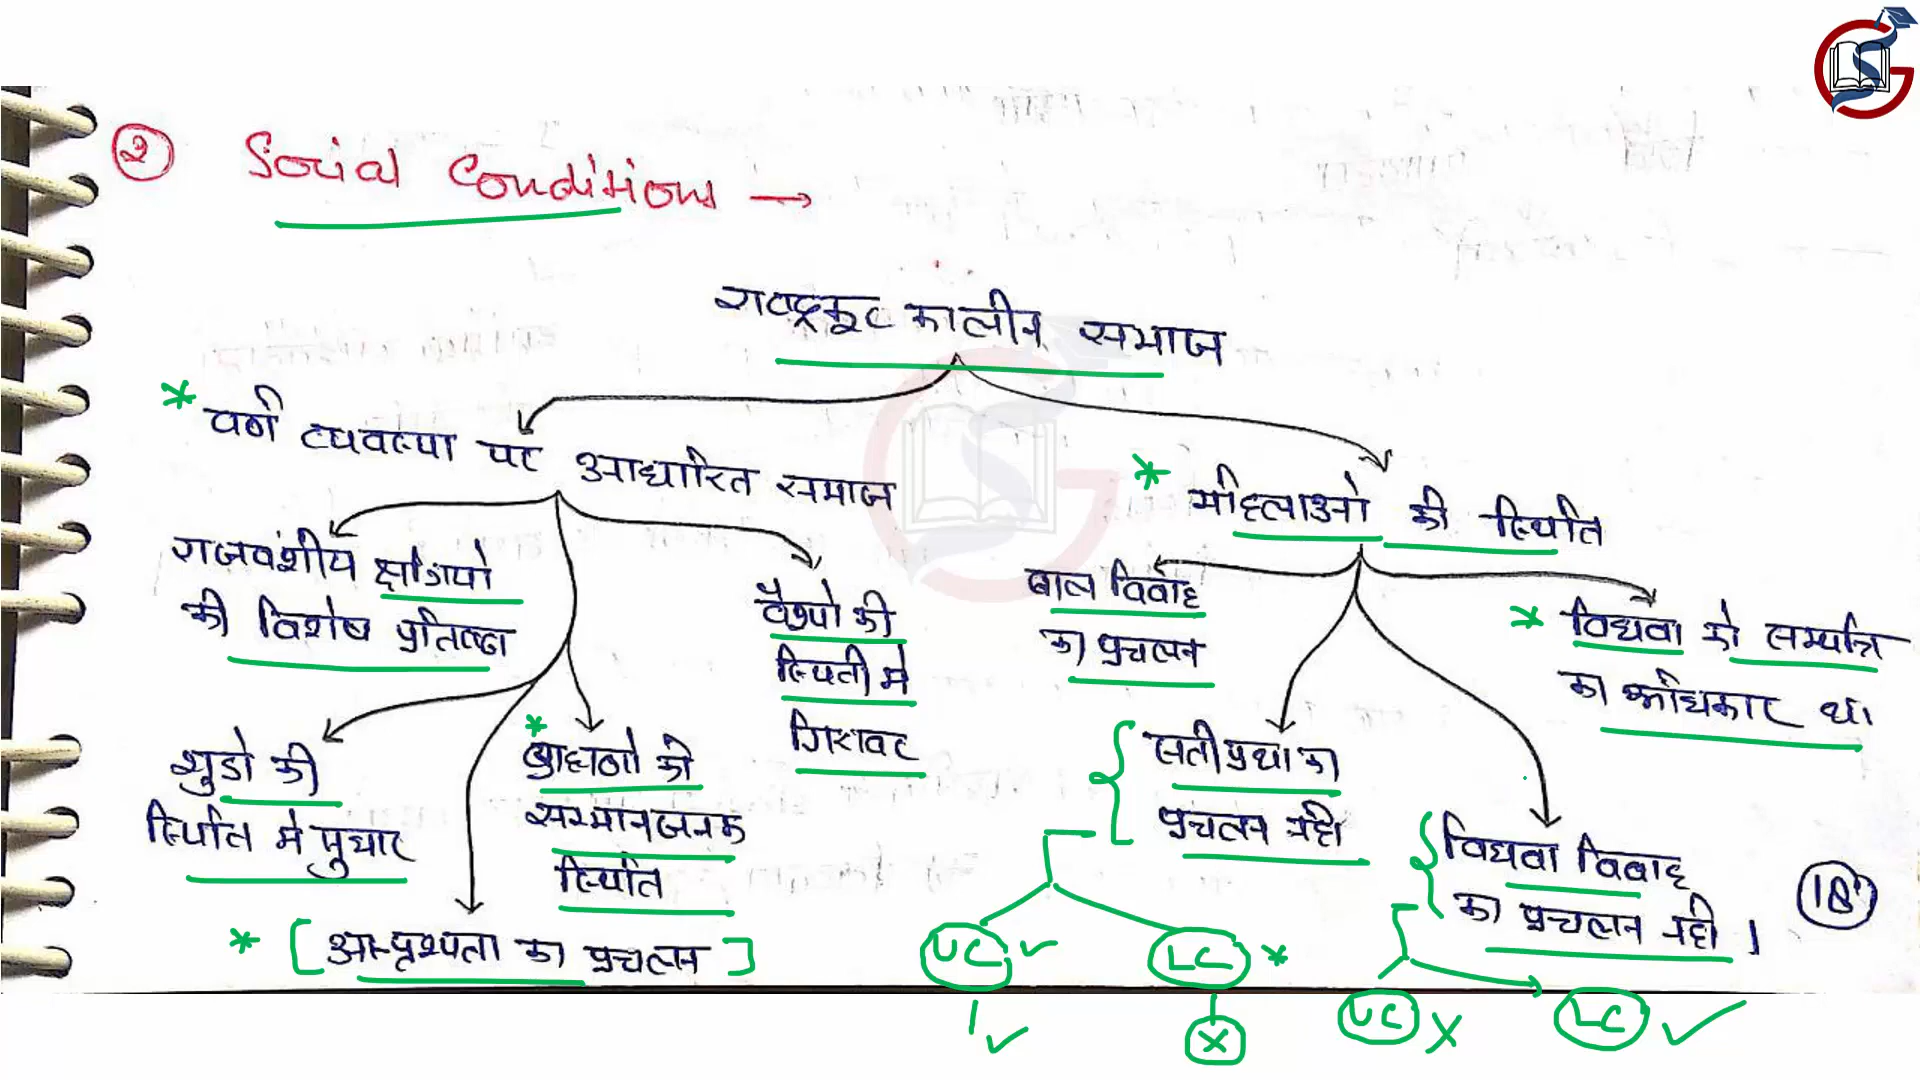 ② Social Conditions →
राष्ट्रकूट कालीन समाज
* वर्ण व्यवस्था पर आधारित समाज
राजवंशीय क्षत्रियो
की विशेष प्रतिष्ठा
वैश्यो की
स्थिती मे
गिरावट
शुद्रो की
स्थिति मे सुधार
* ब्राह्मणो की
सम्मानजनक
स्थिति
* [अस्पृश्यता का प्रचलन]
* महिलाओ की स्थिति
बाल विवाह
का प्रचलन
सती प्रथा का
प्रचलन नही
UC ✓ LC *
✓ X
विधवा विवाह
का प्रचलन नही ।
UC X LC ✓
* विधवा को सम्पत्ति
का अधिकार था
18